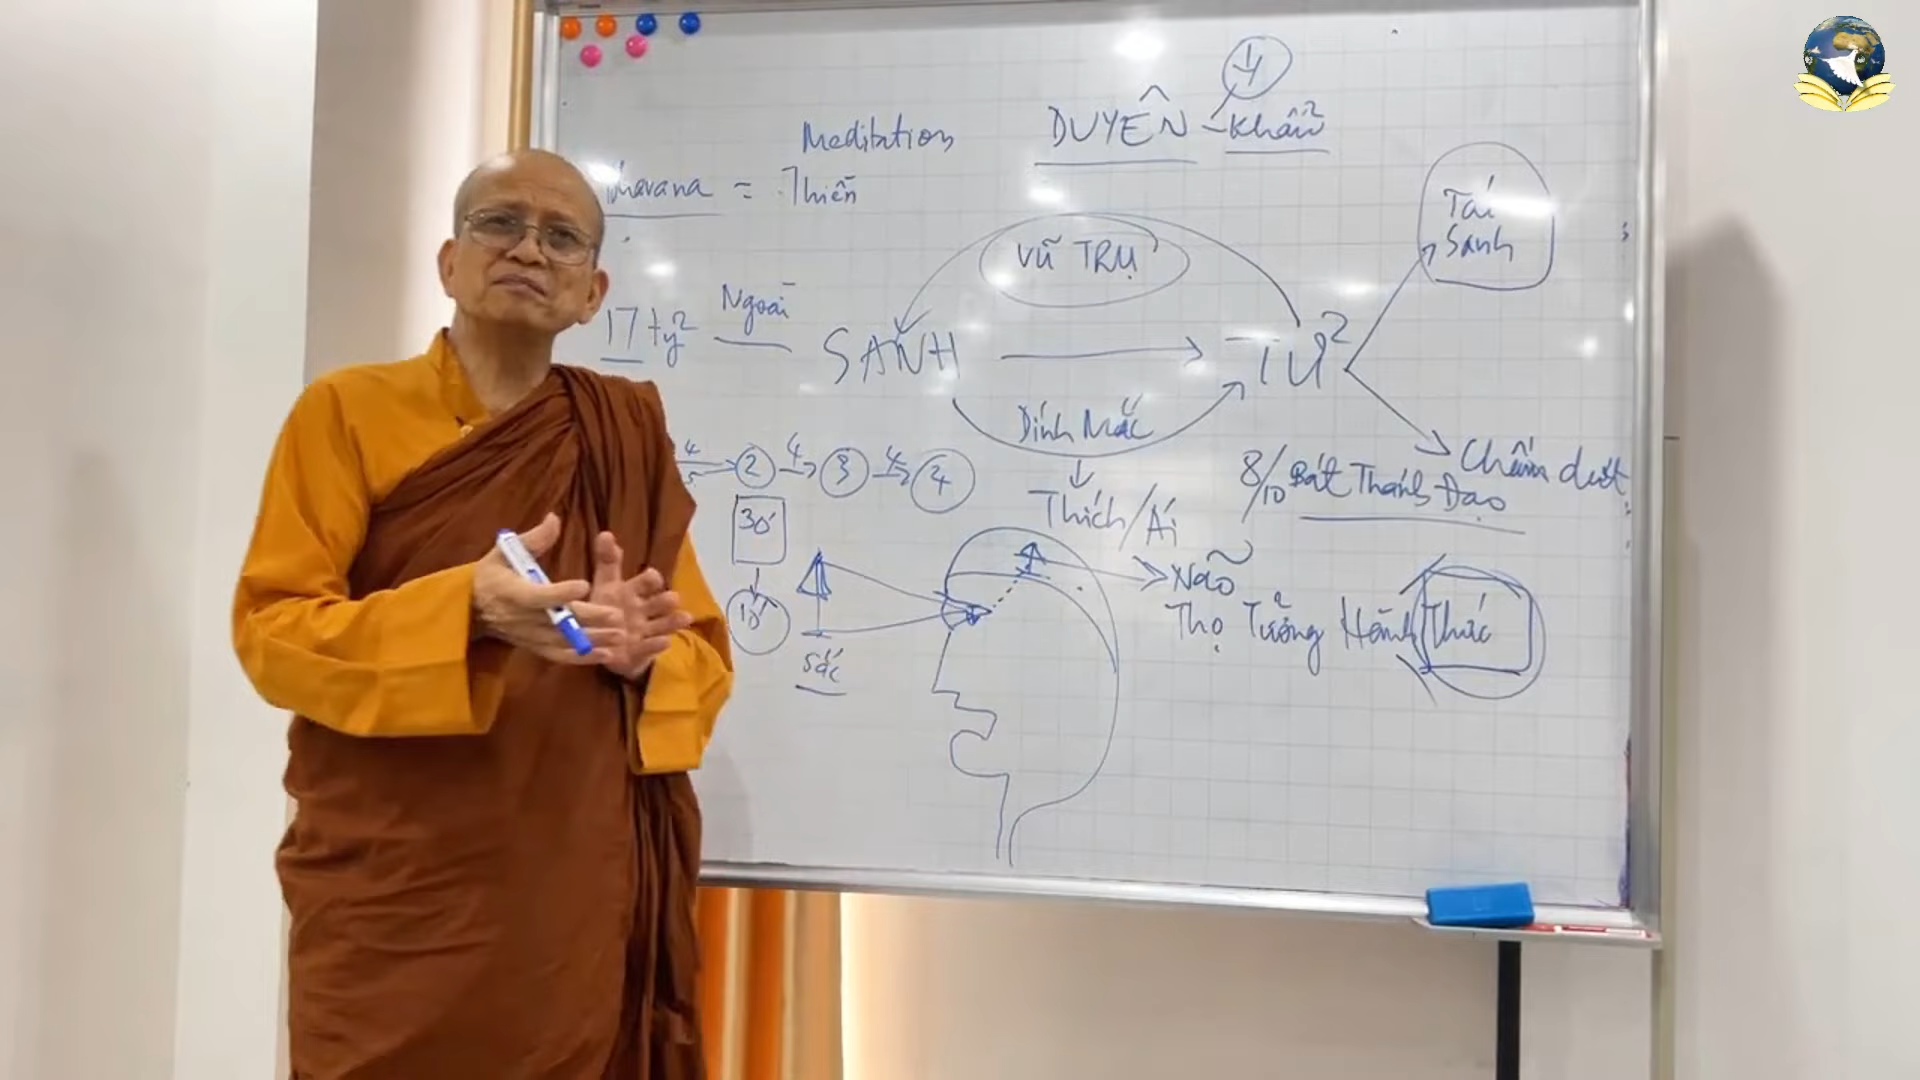 4
Meditation DUYÊN - Khẩu
havana = Thiền
Tái
Sanh
VŨ TRỤ
17 tỷ Ngoài
SANH → TỬ
Dính Mắc
4 → 2 4 → 3 4 → 4
Chấm dứt
8/10 Bát Thánh Đạo
Thích/Ái
30'
10'
Não
Thọ Tưởng Hành Thức
Sắc